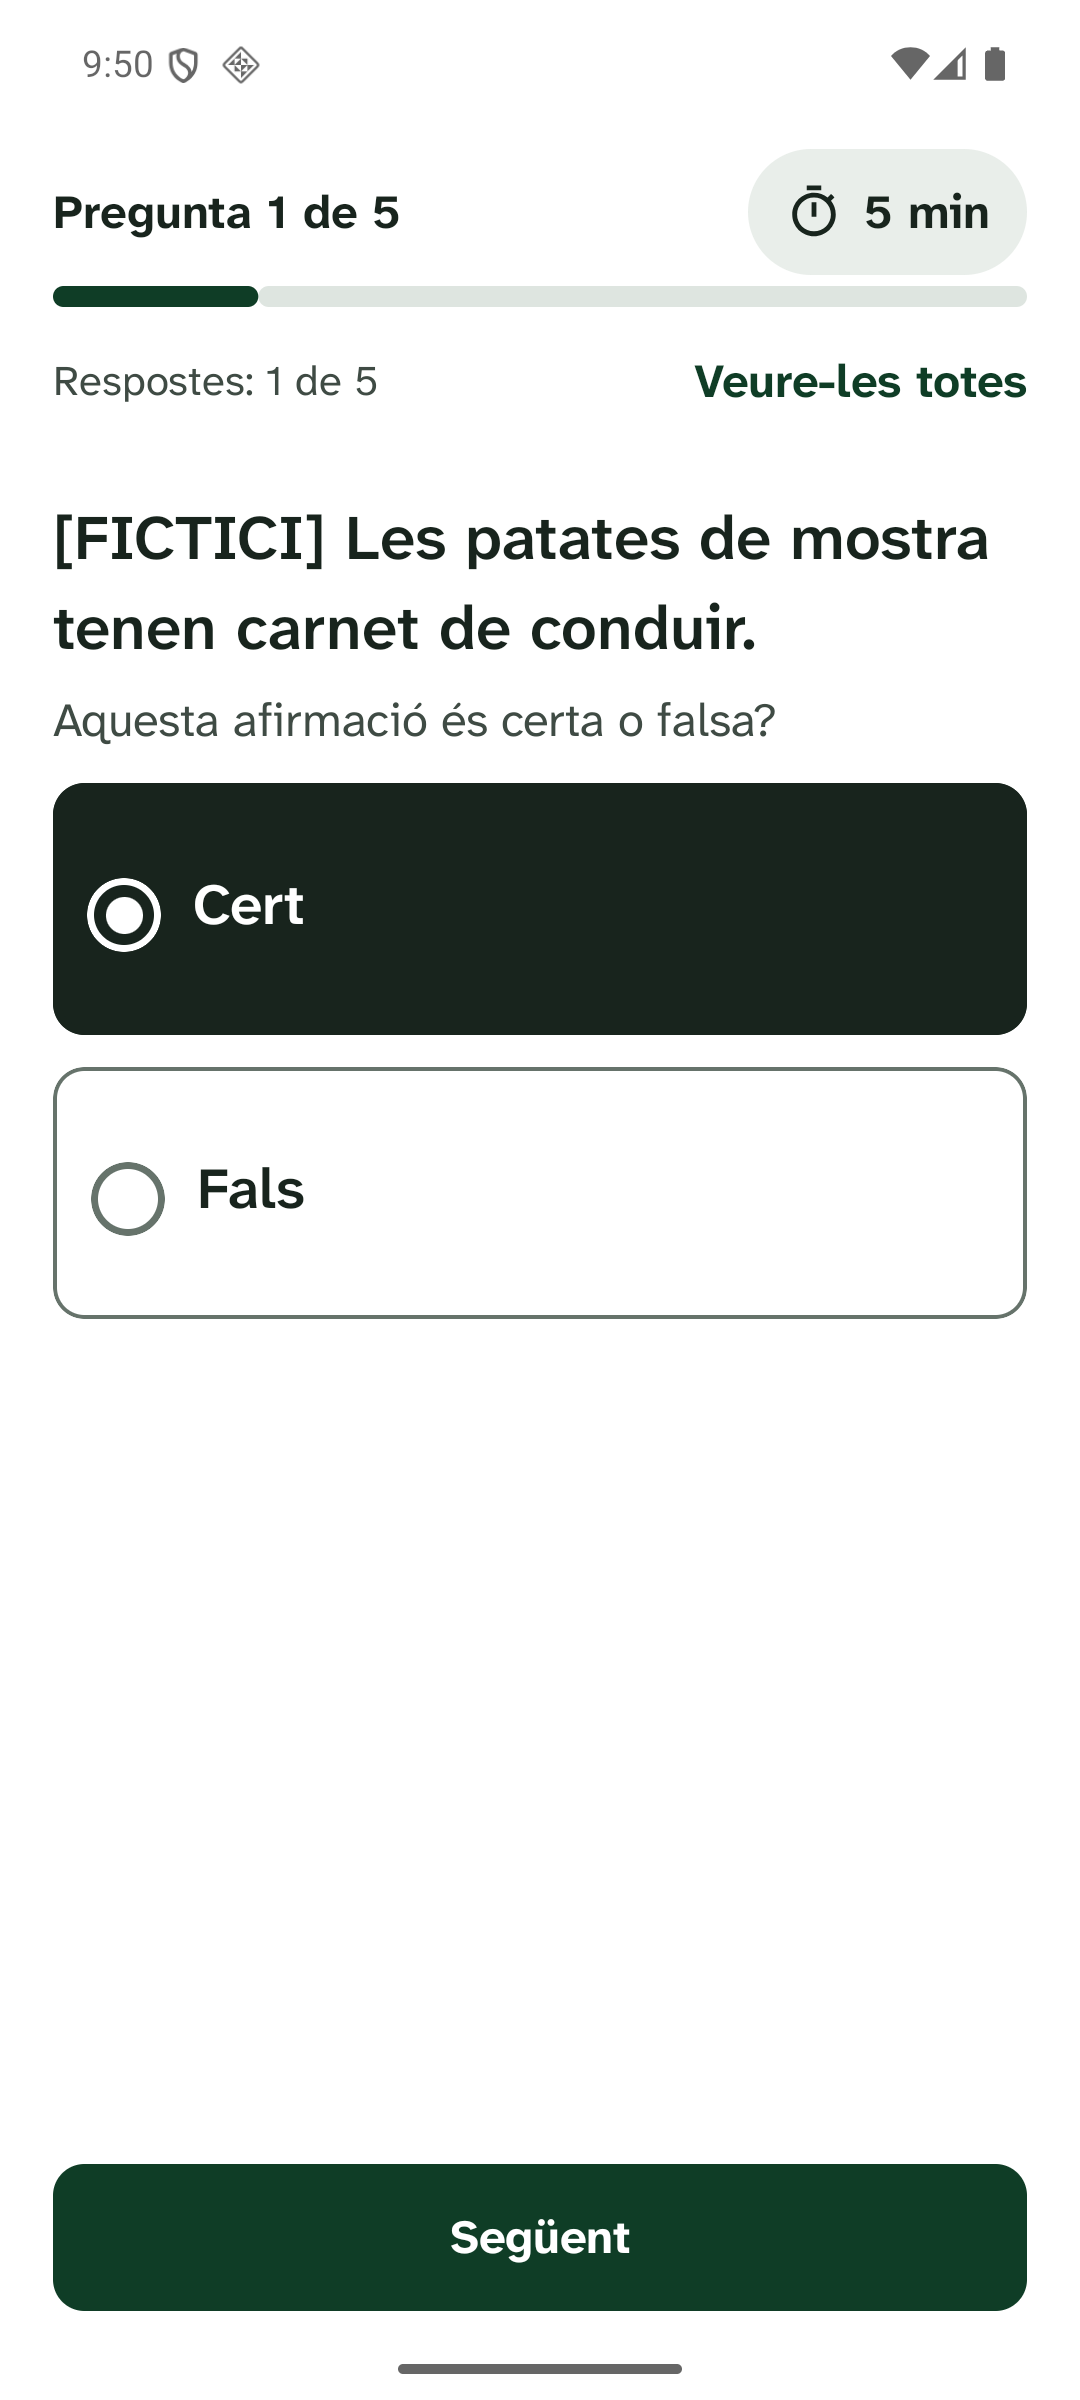 9:50
Pregunta 1 de 5
5 min
Respostes: 1 de 5
Veure-les totes
[FICTICI] Les patates de mostra
tenen carnet de conduir.
Aquesta afirmació és certa o falsa?
Cert
Fals
Següent